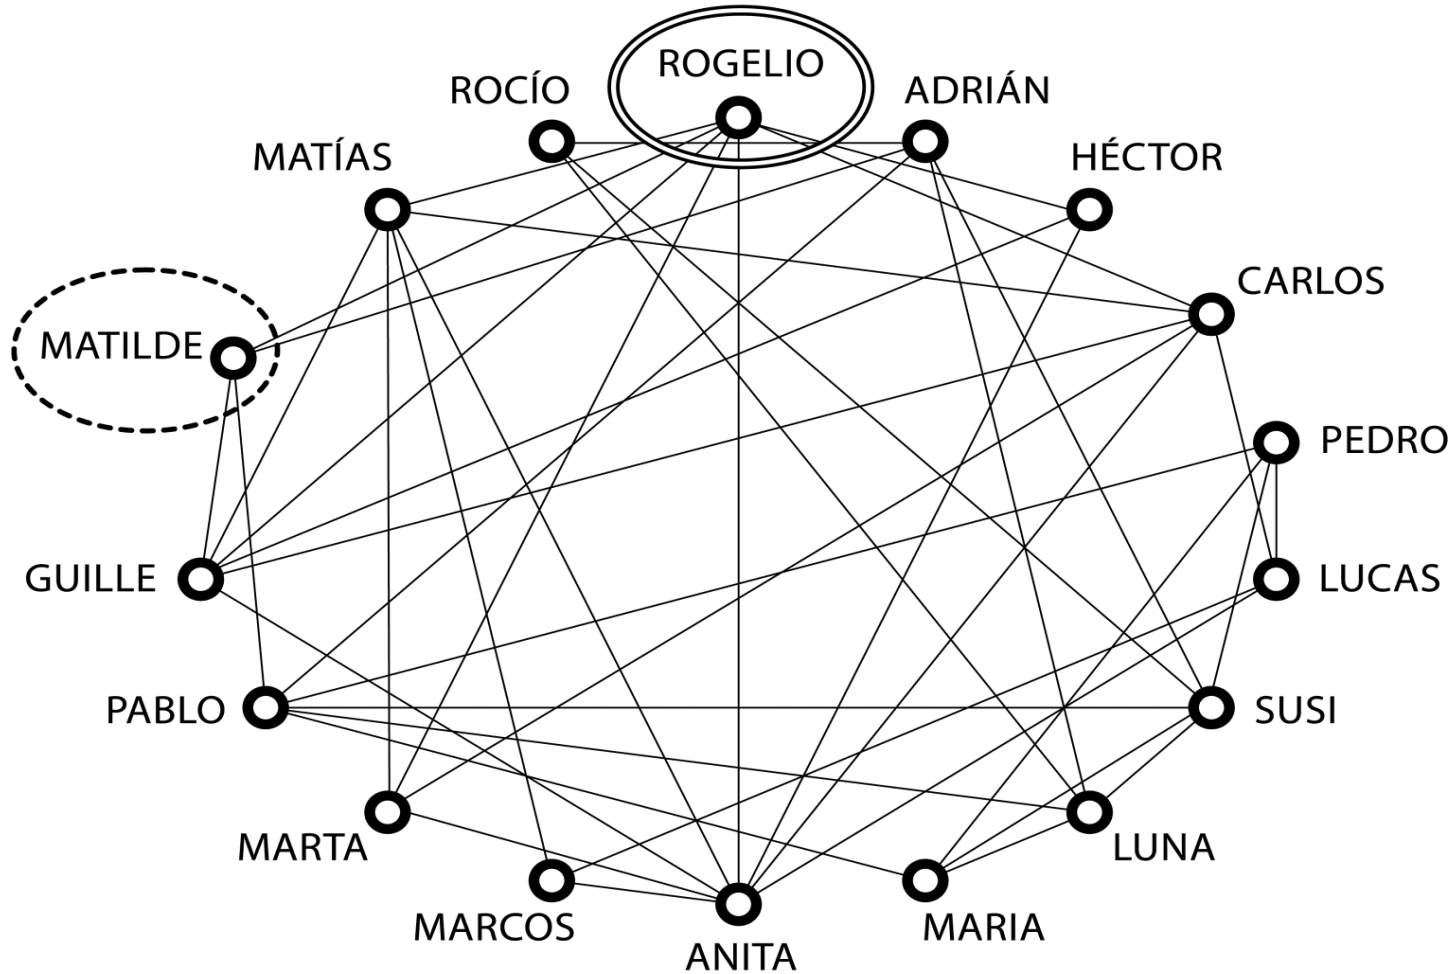 ROGELIO
ROCÍO
ADRIÁN
MATÍAS
HÉCTOR
CARLOS
MATILDE
PEDRO
GUILLE
LUCAS
PABLO
SUSI
MARTA
LUNA
MARCOS
MARIA
ANITA